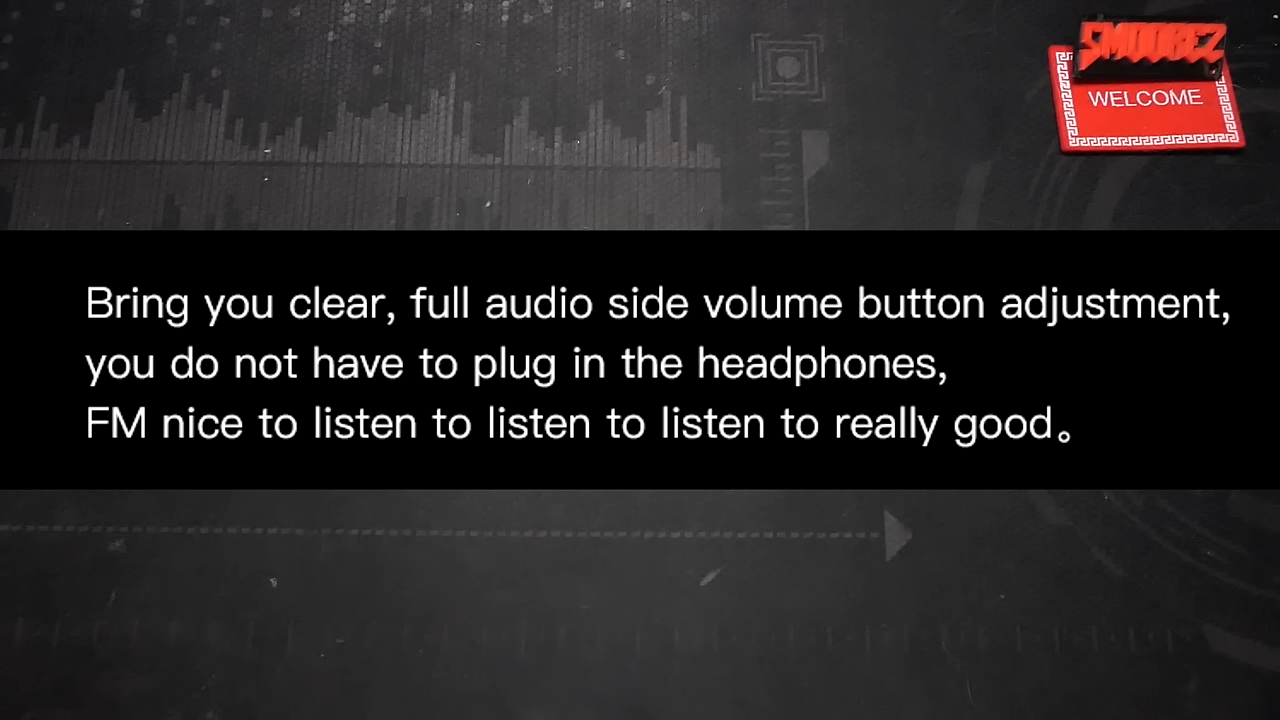 SMOOREZ
WELCOME
Bring you clear, full audio side volume button adjustment,
you do not have to plug in the headphones,
FM nice to listen to listen to listen to really good。